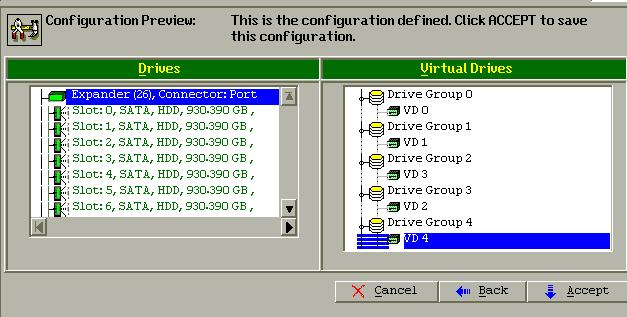 Configuration Preview:
This is the configuration defined. Click ACCEPT to save
this configuration.
Drives
Expander (26), Connector: Port
Slot: 0, SATA, HDD, 930.390 GB,
Slot: 1, SATA, HDD, 930.390 GB,
Slot: 2, SATA, HDD, 930.390 GB,
Slot: 3, SATA, HDD, 930.390 GB,
Slot: 4, SATA, HDD, 930.390 GB,
Slot: 5, SATA, HDD, 930.390 GB,
Slot: 6, SATA, HDD, 930.390 GB,
Virtual Drives
Drive Group 0
VD 0
Drive Group 1
VD 1
Drive Group 2
VD 3
Drive Group 3
VD 2
Drive Group 4
VD 4
Cancel
Back
Accept